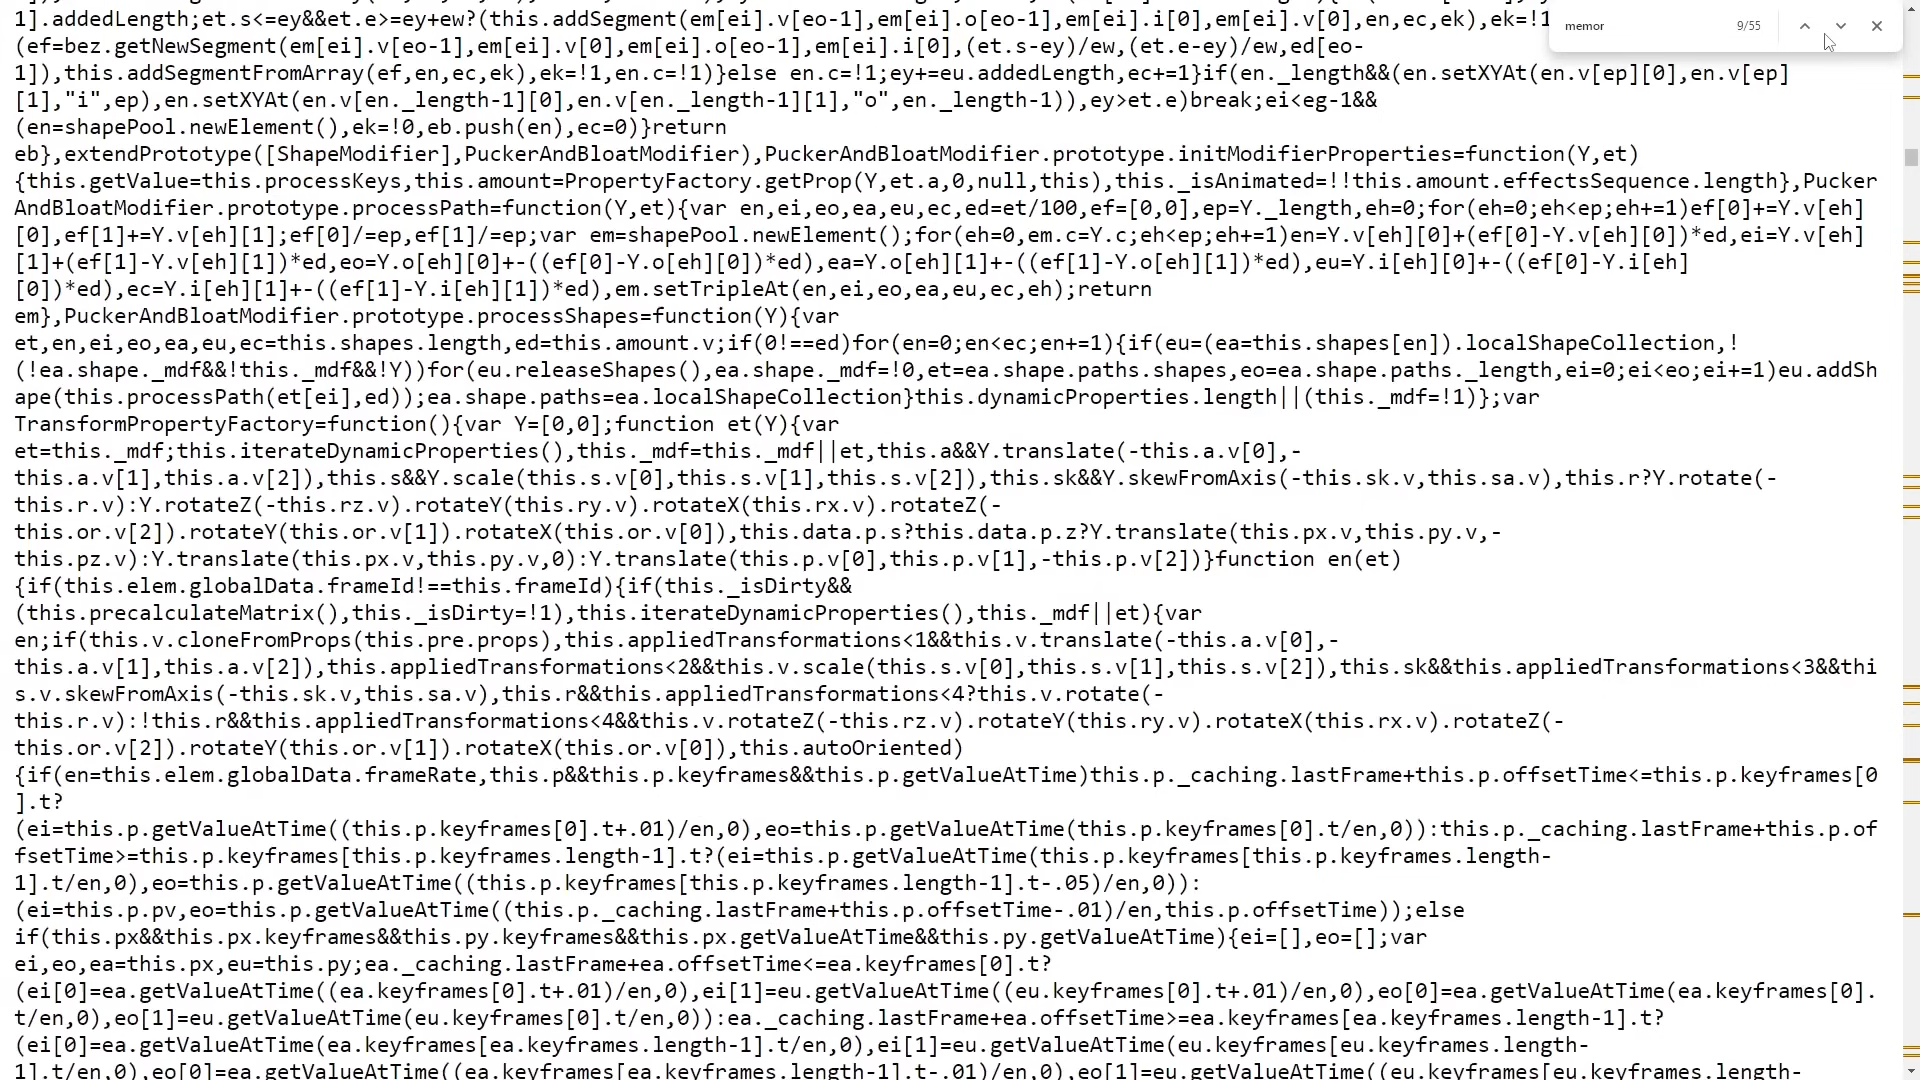 1].addedLength;et.s<=ey&&et.e>=ey+ew?(this.addSegment(em[ei].v[eo-1],em[ei].o[eo-1],em[ei].i[0],em[ei].v[0],en,ec,ek),ek=!1
memor
9/55
(ef=bez.getNewSegment(em[ei].v[eo-1],em[ei].v[0],em[ei].o[eo-1],em[ei].i[0],(et.s-ey)/ew,(et.e-ey)/ew,ed[eo-
1]),this.addSegmentFromArray(ef,en,ec,ek),ek=!1,en.c=!1)}else en.c=!1;ey+=eu.addedLength,ec+=1}if(en._length&&(en.setXYAt(en.v[ep][0],en.v[ep]
[1],"i",ep),en.setXYAt(en.v[en._length-1][0],en.v[en._length-1][1],"o",en._length-1)),ey>et.e)break;ei<eg-1&&
(en=shapePool.newElement(),ek=!0,eb.push(en),ec=0)}return
eb},extendPrototype([ShapeModifier],PuckerAndBloatModifier),PuckerAndBloatModifier.prototype.initModifierProperties=function(Y,et)
{this.getValue=this.processKeys,this.amount=PropertyFactory.getProp(Y,et.a,0,null,this),this._isAnimated=!!this.amount.effectsSequence.length},Pucker
AndBloatModifier.prototype.processPath=function(Y,et){var en,ei,eo,ea,eu,ec,ed=et/100,ef=[0,0],ep=Y._length,eh=0;for(eh=0;eh<ep;eh+=1)ef[0]+=Y.v[eh]
[0],ef[1]+=Y.v[eh][1];ef[0]/=ep,ef[1]/=ep;var em=shapePool.newElement();for(eh=0,em.c=Y.c;eh<ep;eh+=1)en=Y.v[eh][0]+(ef[0]-Y.v[eh][0])*ed,ei=Y.v[eh]
[1]+(ef[1]-Y.v[eh][1])*ed,eo=Y.o[eh][0]+-((ef[0]-Y.o[eh][0])*ed),ea=Y.o[eh][1]+-((ef[1]-Y.o[eh][1])*ed),eu=Y.i[eh][0]+-((ef[0]-Y.i[eh]
[0])*ed),ec=Y.i[eh][1]+-((ef[1]-Y.i[eh][1])*ed),em.setTripleAt(en,ei,eo,ea,eu,ec,eh);return
em},PuckerAndBloatModifier.prototype.processShapes=function(Y){var
et,en,ei,eo,ea,eu,ec=this.shapes.length,ed=this.amount.v;if(0!==ed)for(en=0;en<ec;en+=1){if(eu=(ea=this.shapes[en]).localShapeCollection,!
(!ea.shape._mdf&&!this._mdf&&!Y))for(eu.releaseShapes(),ea.shape._mdf=!0,et=ea.shape.paths.shapes,eo=ea.shape.paths._length,ei=0;ei<eo;ei+=1)eu.addSh
ape(this.processPath(et[ei],ed));ea.shape.paths=ea.localShapeCollection}this.dynamicProperties.length||(this._mdf=!1)};var
TransformPropertyFactory=function(){var Y=[0,0];function et(Y){var
et=this._mdf;this.iterateDynamicProperties(),this._mdf=this._mdf||et,this.a&&Y.translate(-this.a.v[0],-
this.a.v[1],this.a.v[2]),this.s&&Y.scale(this.s.v[0],this.s.v[1],this.s.v[2]),this.sk&&Y.skewFromAxis(-this.sk.v,this.sa.v),this.r?Y.rotate(-
this.r.v):Y.rotateZ(-this.rz.v).rotateY(this.ry.v).rotateX(this.rx.v).rotateZ(-
this.or.v[2]).rotateY(this.or.v[1]).rotateX(this.or.v[0]),this.data.p.s?this.data.p.z?Y.translate(this.px.v,this.py.v,-
this.pz.v):Y.translate(this.px.v,this.py.v,0):Y.translate(this.p.v[0],this.p.v[1],-this.p.v[2])}function en(et)
{if(this.elem.globalData.frameId!==this.frameId){if(this._isDirty&&
(this.precalculateMatrix(),this._isDirty=!1),this.iterateDynamicProperties(),this._mdf||et){var
en;if(this.v.cloneFromProps(this.pre.props),this.appliedTransformations<1&&this.v.translate(-this.a.v[0],-
this.a.v[1],this.a.v[2]),this.appliedTransformations<2&&this.v.scale(this.s.v[0],this.s.v[1],this.s.v[2]),this.sk&&this.appliedTransformations<3&&thi
s.v.skewFromAxis(-this.sk.v,this.sa.v),this.r&&this.appliedTransformations<4?this.v.rotate(-
this.r.v):!this.r&&this.appliedTransformations<4&&this.v.rotateZ(-this.rz.v).rotateY(this.ry.v).rotateX(this.rx.v).rotateZ(-
this.or.v[2]).rotateY(this.or.v[1]).rotateX(this.or.v[0]),this.autoOriented)
{if(en=this.elem.globalData.frameRate,this.p&&this.p.keyframes&&this.p.getValueAtTime)this.p._caching.lastFrame+this.p.offsetTime<=this.p.keyframes[0
].t?
(ei=this.p.getValueAtTime((this.p.keyframes[0].t+.01)/en,0),eo=this.p.getValueAtTime(this.p.keyframes[0].t/en,0)):this.p._caching.lastFrame+this.p.of
fsetTime>=this.p.keyframes[this.p.keyframes.length-1].t?(ei=this.p.getValueAtTime(this.p.keyframes[this.p.keyframes.length-
1].t/en,0),eo=this.p.getValueAtTime((this.p.keyframes[this.p.keyframes.length-1].t-.05)/en,0)):
(ei=this.p.pv,eo=this.p.getValueAtTime((this.p._caching.lastFrame+this.p.offsetTime-.01)/en,this.p.offsetTime));else
if(this.px&&this.px.keyframes&&this.py.keyframes&&this.px.getValueAtTime&&this.py.getValueAtTime){ei=[],eo=[];var
ei,eo,ea=this.px,eu=this.py;ea._caching.lastFrame+ea.offsetTime<=ea.keyframes[0].t?
(ei[0]=ea.getValueAtTime((ea.keyframes[0].t+.01)/en,0),ei[1]=eu.getValueAtTime((eu.keyframes[0].t+.01)/en,0),eo[0]=ea.getValueAtTime(ea.keyframes[0].
t/en,0),eo[1]=eu.getValueAtTime(eu.keyframes[0].t/en,0)):ea._caching.lastFrame+ea.offsetTime>=ea.keyframes[ea.keyframes.length-1].t?
(ei[0]=ea.getValueAtTime(ea.keyframes[ea.keyframes.length-1].t/en,0),ei[1]=eu.getValueAtTime(eu.keyframes[eu.keyframes.length-
1].t/en,0),eo[0]=ea.getValueAtTime((ea.keyframes[ea.keyframes.length-1].t-.01)/en,0),eo[1]=eu.getValueAtTime((eu.keyframes[eu.keyframes.length-